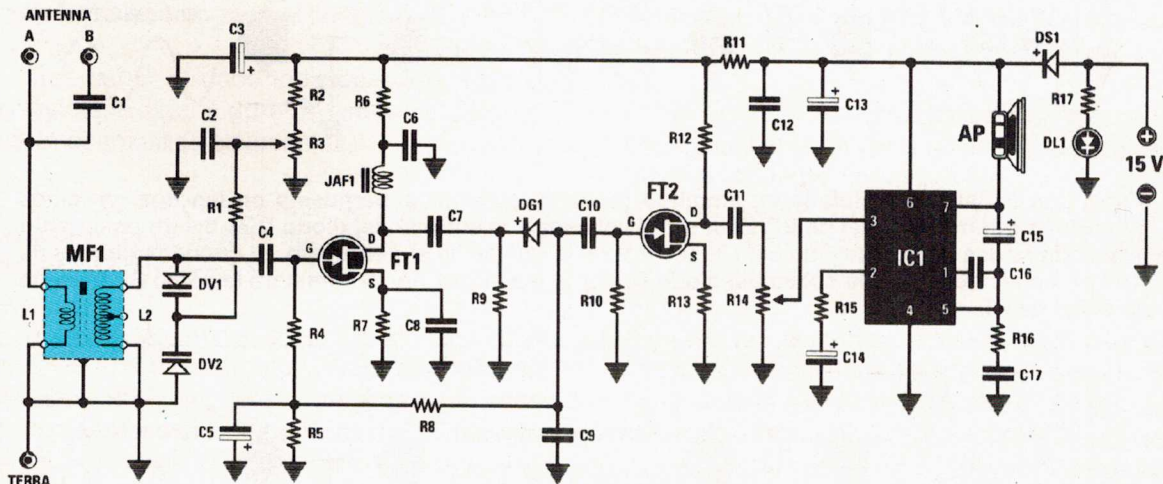 ANTENNA
A B
C3
C1
+
R2
R6
C2
R3
C6
JAF1
R1
C4
G
D
S
FT1
C7
DG1
+
C10
R11
R12
FT2
G
D
S
C11
C12
C13
+
DS1
+
R17
DL1
AP
15 V
+
−
MF1
L1
L2
DV1
DV2
R4
R7
C8
R9
R10
R13
R14
3
6
7
2
IC1
1
4
5
R15
C14
+
C15
+
C16
R16
C17
C5
+
R5
R8
C9
TERRA